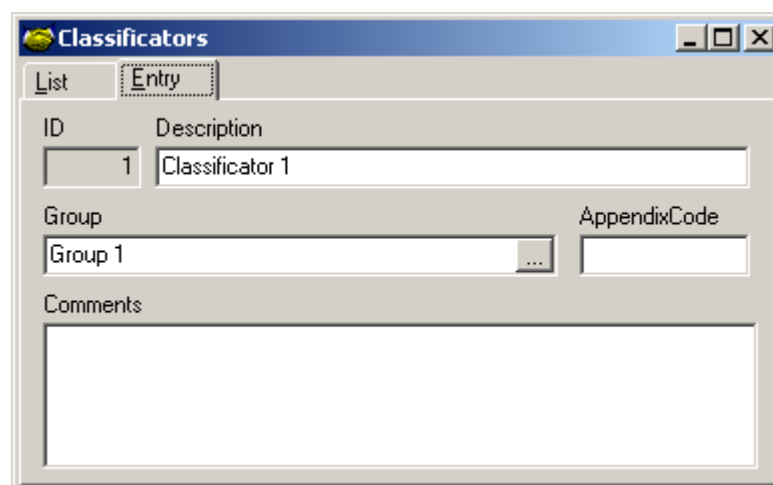 Classificators
List Entry
ID Description
1 Classificator 1
Group AppendixCode
Group 1 ...
Comments